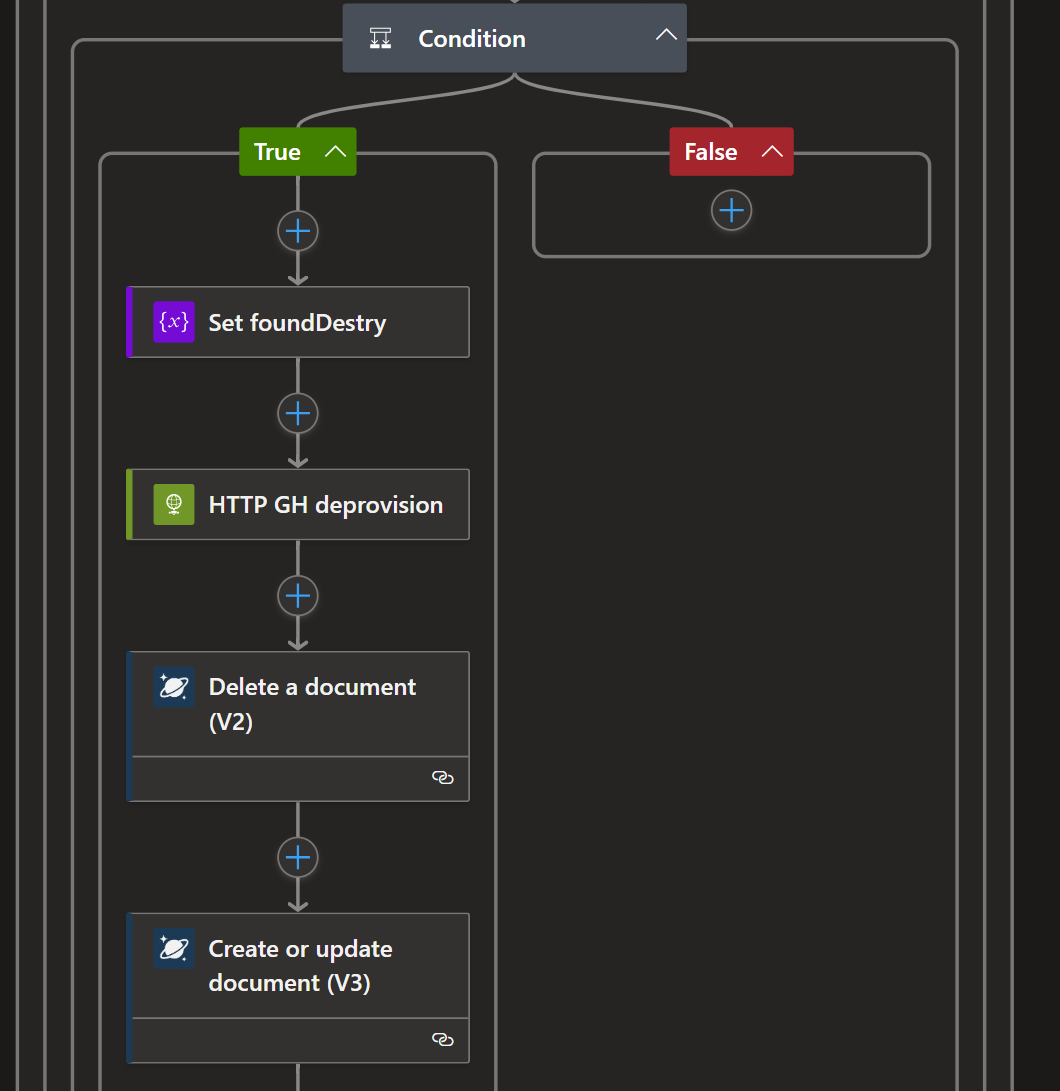 Condition
True
False
{x}
Set foundDestry
HTTP GH deprovision
Delete a document
(V2)
Create or update
document (V3)